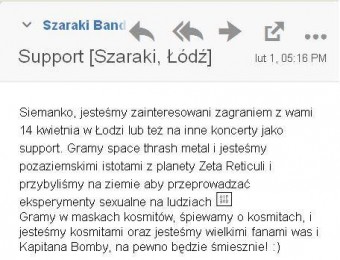 Szaraki Band
Support [Szaraki, Łódź]
lut 1, 05:16 PM
Siemanko, jesteśmy zainteresowani zagraniem z wami
14 kwietnia w Łodzi lub też na inne koncerty jako
support. Gramy space thrash metal i jesteśmy
pozaziemskimi istotami z planety Zeta Reticuli i
przybyliśmy na ziemie aby przeprowadzać
eksperymenty sexualne na ludziach
Gramy w maskach kosmitów, śpiewamy o kosmitach, i
jesteśmy kosmitami oraz jesteśmy wielkimi fanami was i
Kapitana Bomby, na pewno będzie śmiesznie! :)